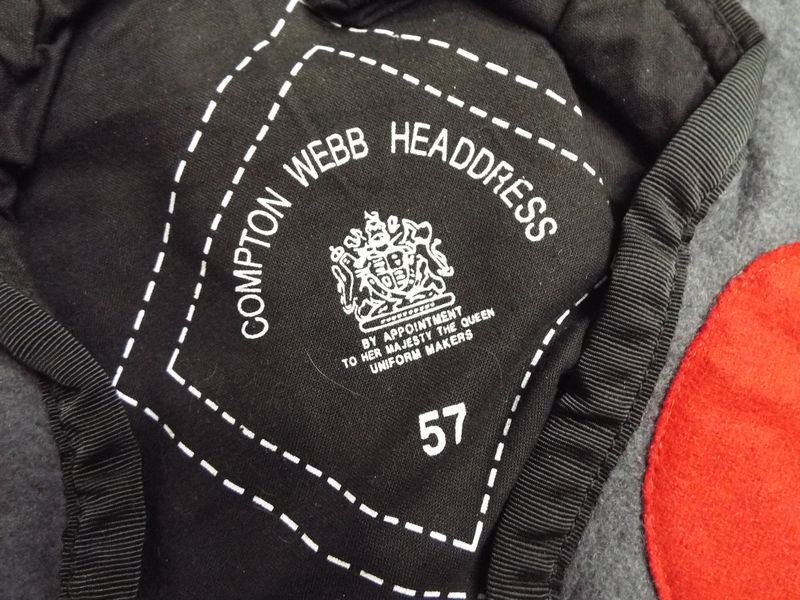 COMPTON WEBB HEADDRESS
BY APPOINTMENT
TO HER MAJESTY THE QUEEN
UNIFORM MAKERS
57